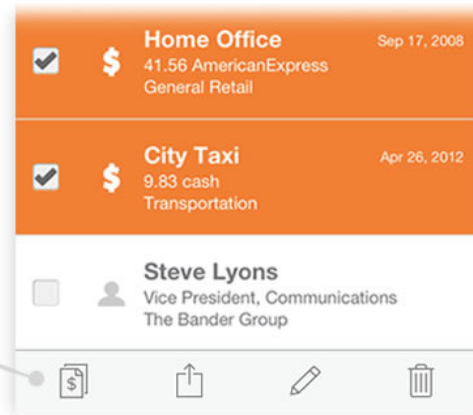 Home Office
Sep 17, 2008
41.56 AmericanExpress
General Retail
City Taxi
Apr 26, 2012
9.83 cash
Transportation
Steve Lyons
Vice President, Communications
The Bander Group